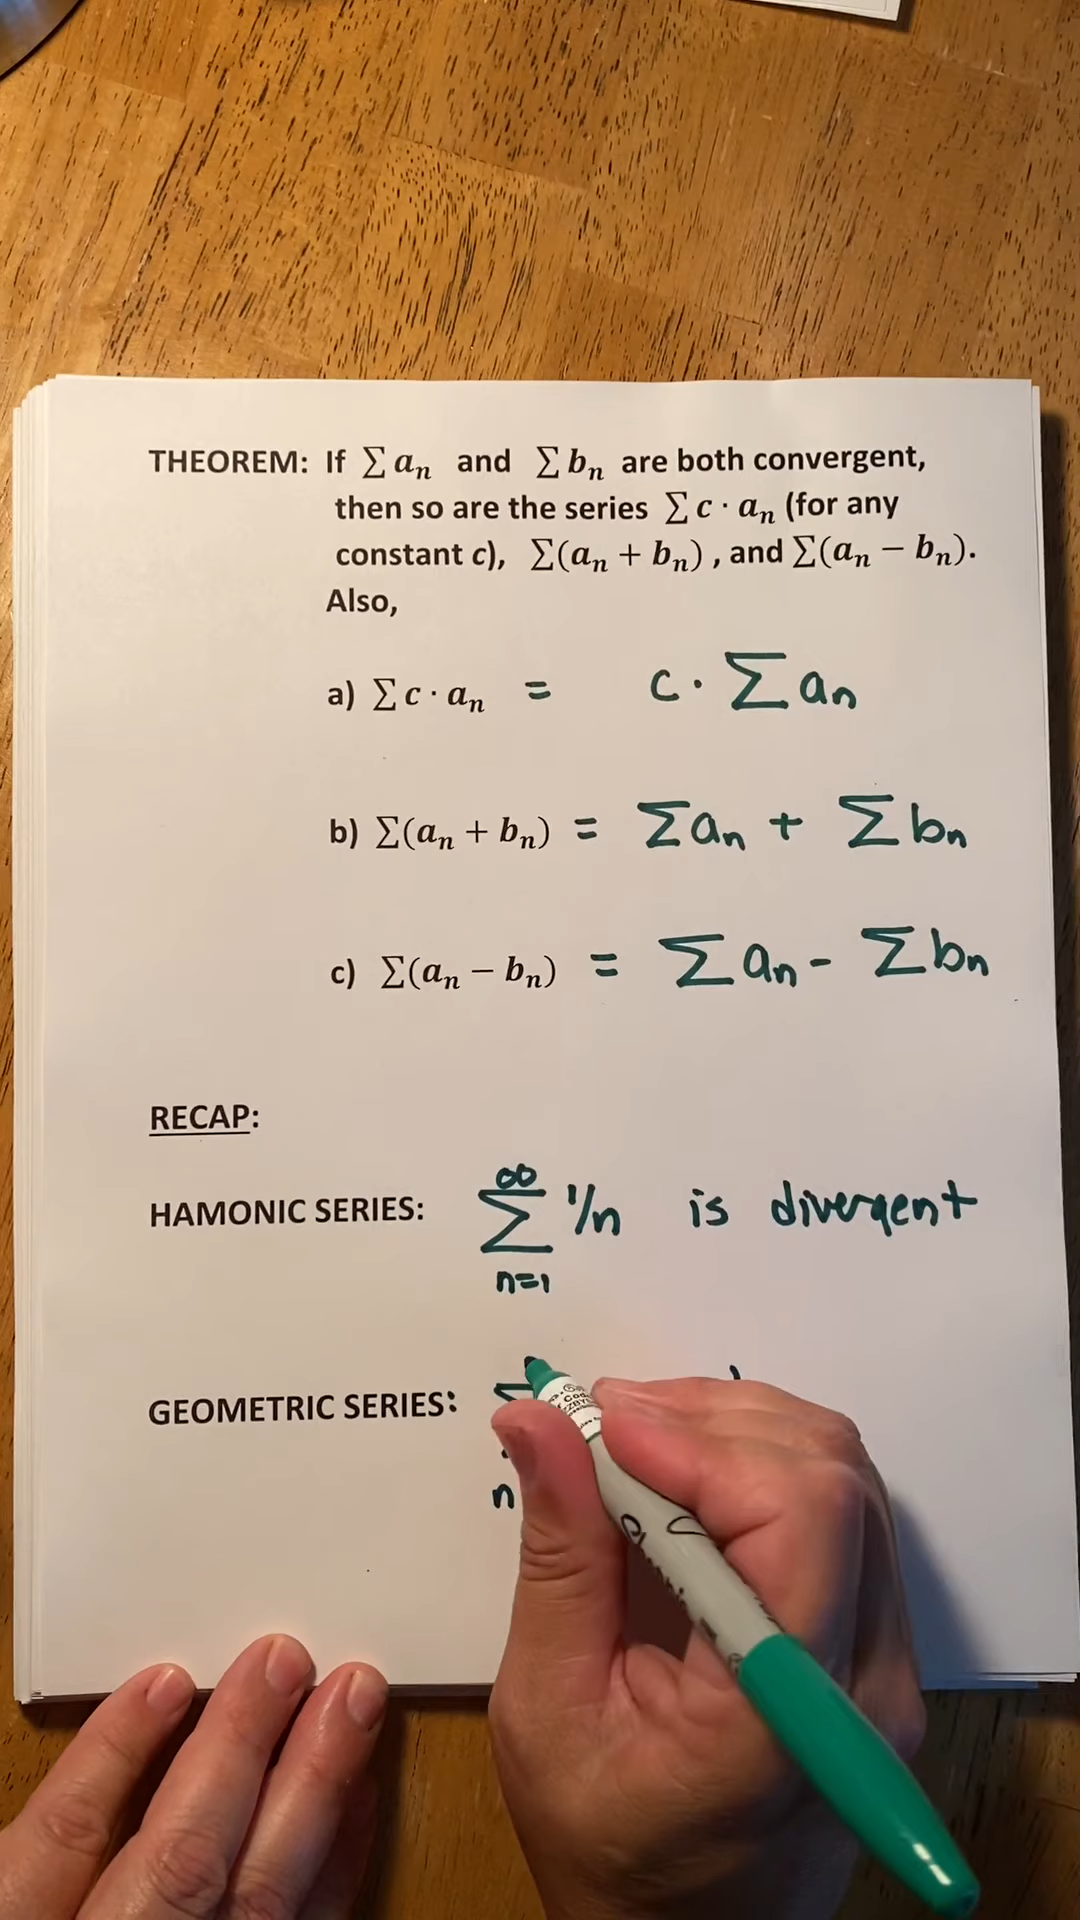 THEOREM: If ∑ aₙ and ∑ bₙ are both convergent,
then so are the series ∑ c · aₙ (for any
constant c), ∑(aₙ + bₙ) , and ∑(aₙ − bₙ).
Also,
a) ∑ c · aₙ = c · ∑ aₙ
b) ∑(aₙ + bₙ) = ∑ aₙ + ∑ bₙ
c) ∑(aₙ − bₙ) = ∑ aₙ - ∑ bₙ
RECAP:
∞
HAMONIC SERIES: ∑ 1/n is divergent
n=1
GEOMETRIC SERIES:
n